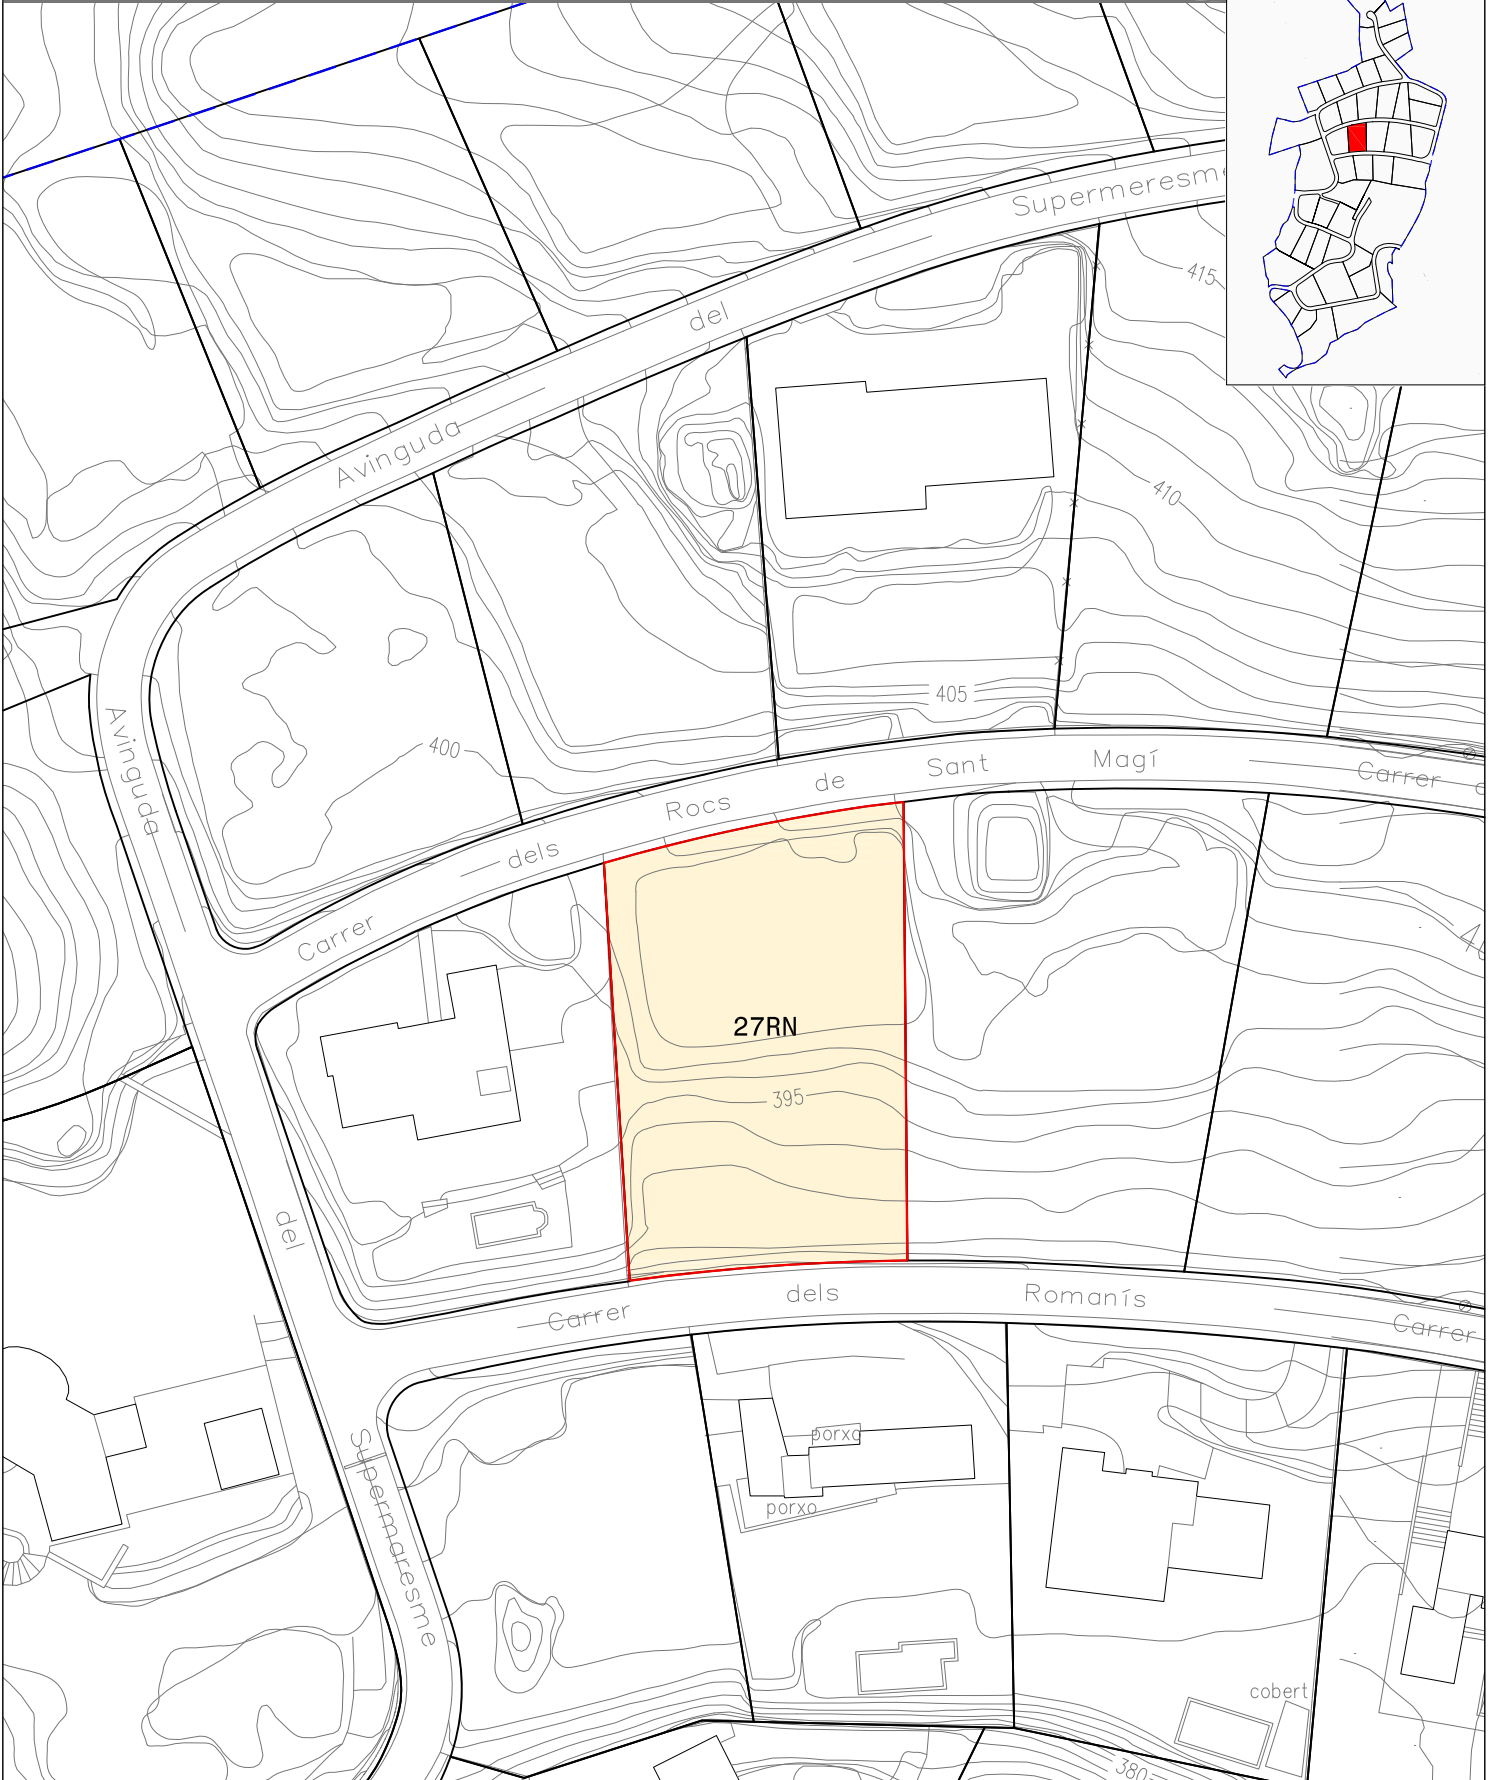 Supermeresme
del
Avinguda
415
410
405
400
Avinguda
Carrer dels Rocs de Sant Magí
Carrer
27RN
395
del
Carrer dels Romanís
Carrer
Supermaresme
porxo
porxo
cobert
380